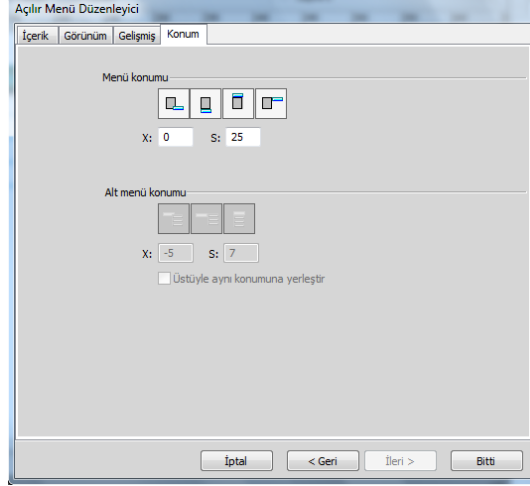 Açılır Menü Düzenleyici
İçerik Görünüm Gelişmiş Konum
Menü konumu
X: 0 S: 25
Alt menü konumu
X: -5 S: 7
Üstüyle aynı konumuna yerleştir
İptal < Geri İleri > Bitti